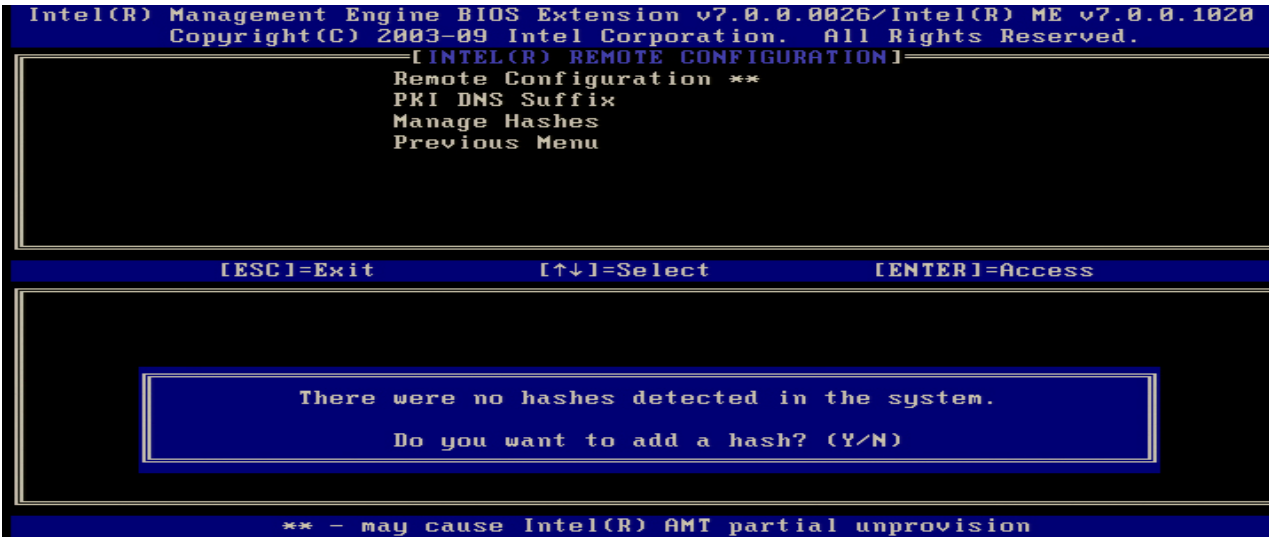 Intel(R) Management Engine BIOS Extension v7.0.0.0026/Intel(R) ME v7.0.0.1020
Copyright(C) 2003-09 Intel Corporation. All Rights Reserved.
[INTEL(R) REMOTE CONFIGURATION]
Remote Configuration **
PKI DNS Suffix
Manage Hashes
Previous Menu
[ESC]=Exit [↑↓]=Select [ENTER]=Access
There were no hashes detected in the system.
Do you want to add a hash? (Y/N)
** - may cause Intel(R) AMT partial unprovision